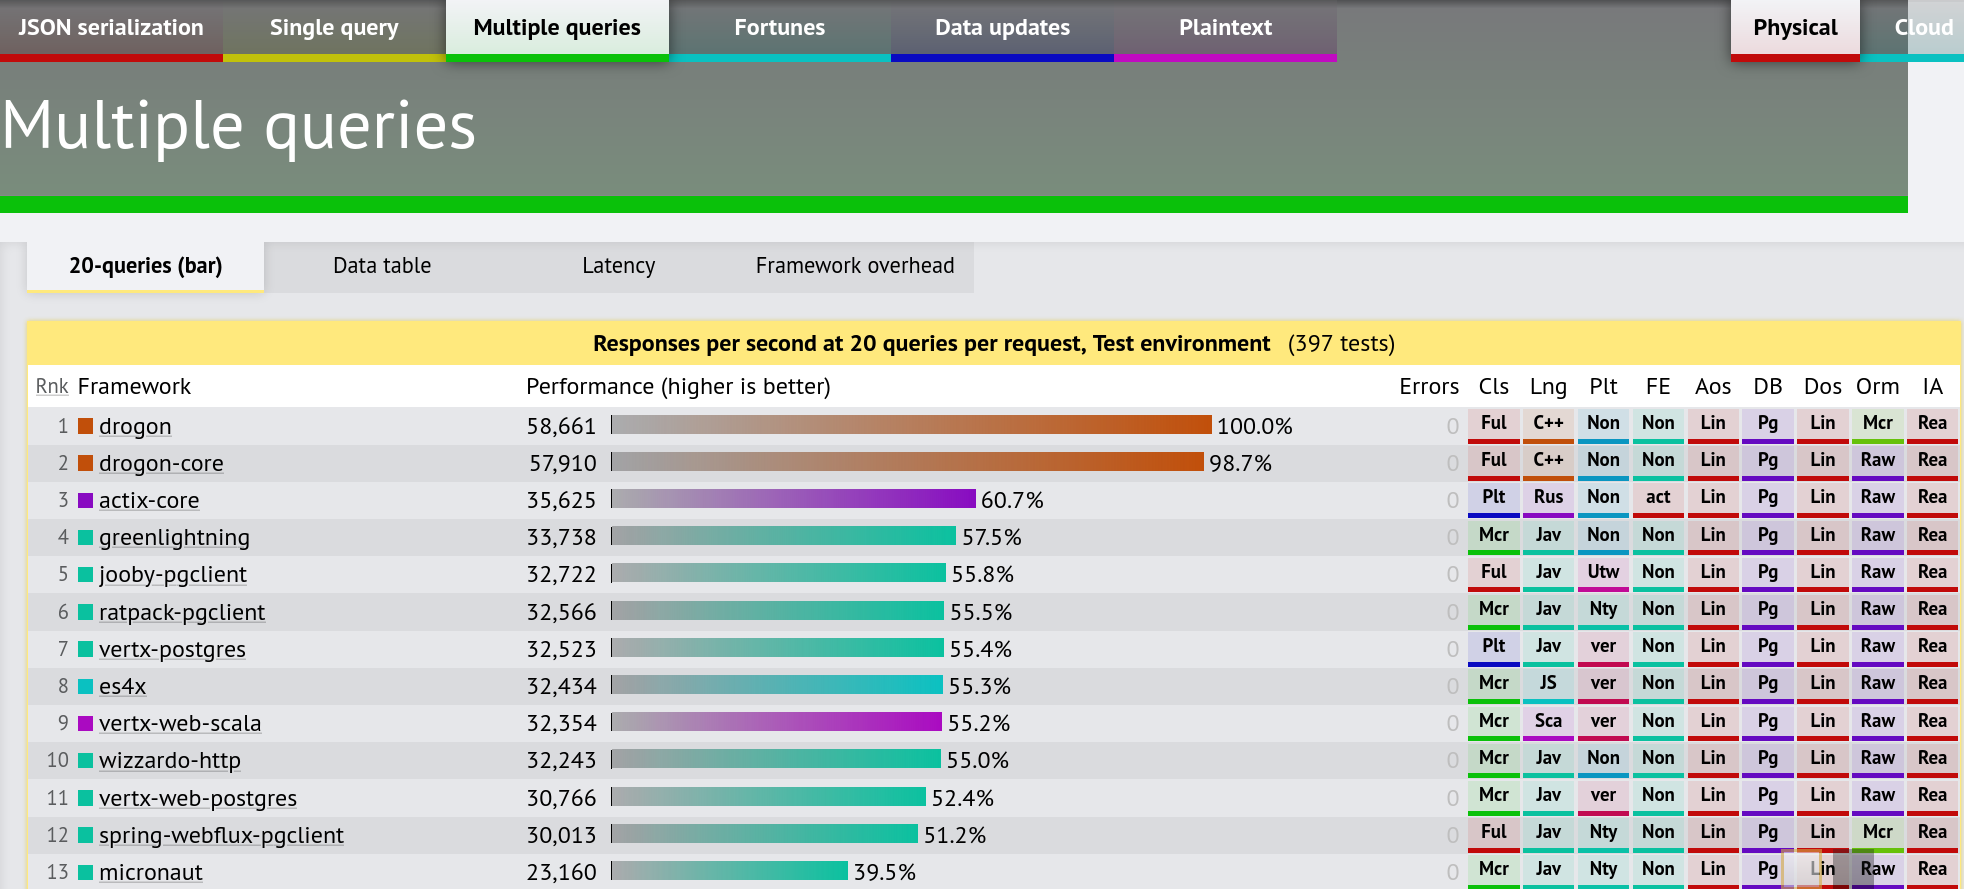 JSON serialization Single query Multiple queries Fortunes Data updates Plaintext Physical Cloud
Multiple queries
20-queries (bar) Data table Latency Framework overhead
Responses per second at 20 queries per request, Test environment (397 tests)
Rnk Framework Performance (higher is better) Errors Cls Lng Plt FE Aos DB Dos Orm IA
1 drogon 58,661 100.0% 0 Ful C++ Non Non Lin Pg Lin Mcr Rea
2 drogon-core 57,910 98.7% 0 Ful C++ Non Non Lin Pg Lin Raw Rea
3 actix-core 35,625 60.7% 0 Plt Rus Non act Lin Pg Lin Raw Rea
4 greenlightning 33,738 57.5% 0 Mcr Jav Non Non Lin Pg Lin Raw Rea
5 jooby-pgclient 32,722 55.8% 0 Ful Jav Utw Non Lin Pg Lin Raw Rea
6 ratpack-pgclient 32,566 55.5% 0 Mcr Jav Nty Non Lin Pg Lin Raw Rea
7 vertx-postgres 32,523 55.4% 0 Plt Jav ver Non Lin Pg Lin Raw Rea
8 es4x 32,434 55.3% 0 Mcr JS ver Non Lin Pg Lin Raw Rea
9 vertx-web-scala 32,354 55.2% 0 Mcr Sca ver Non Lin Pg Lin Raw Rea
10 wizzardo-http 32,243 55.0% 0 Mcr Jav Non Non Lin Pg Lin Raw Rea
11 vertx-web-postgres 30,766 52.4% 0 Mcr Jav ver Non Lin Pg Lin Raw Rea
12 spring-webflux-pgclient 30,013 51.2% 0 Ful Jav Nty Non Lin Pg Lin Mcr Rea
13 micronaut 23,160 39.5% 0 Mcr Jav Nty Non Lin Pg Lin Raw Rea